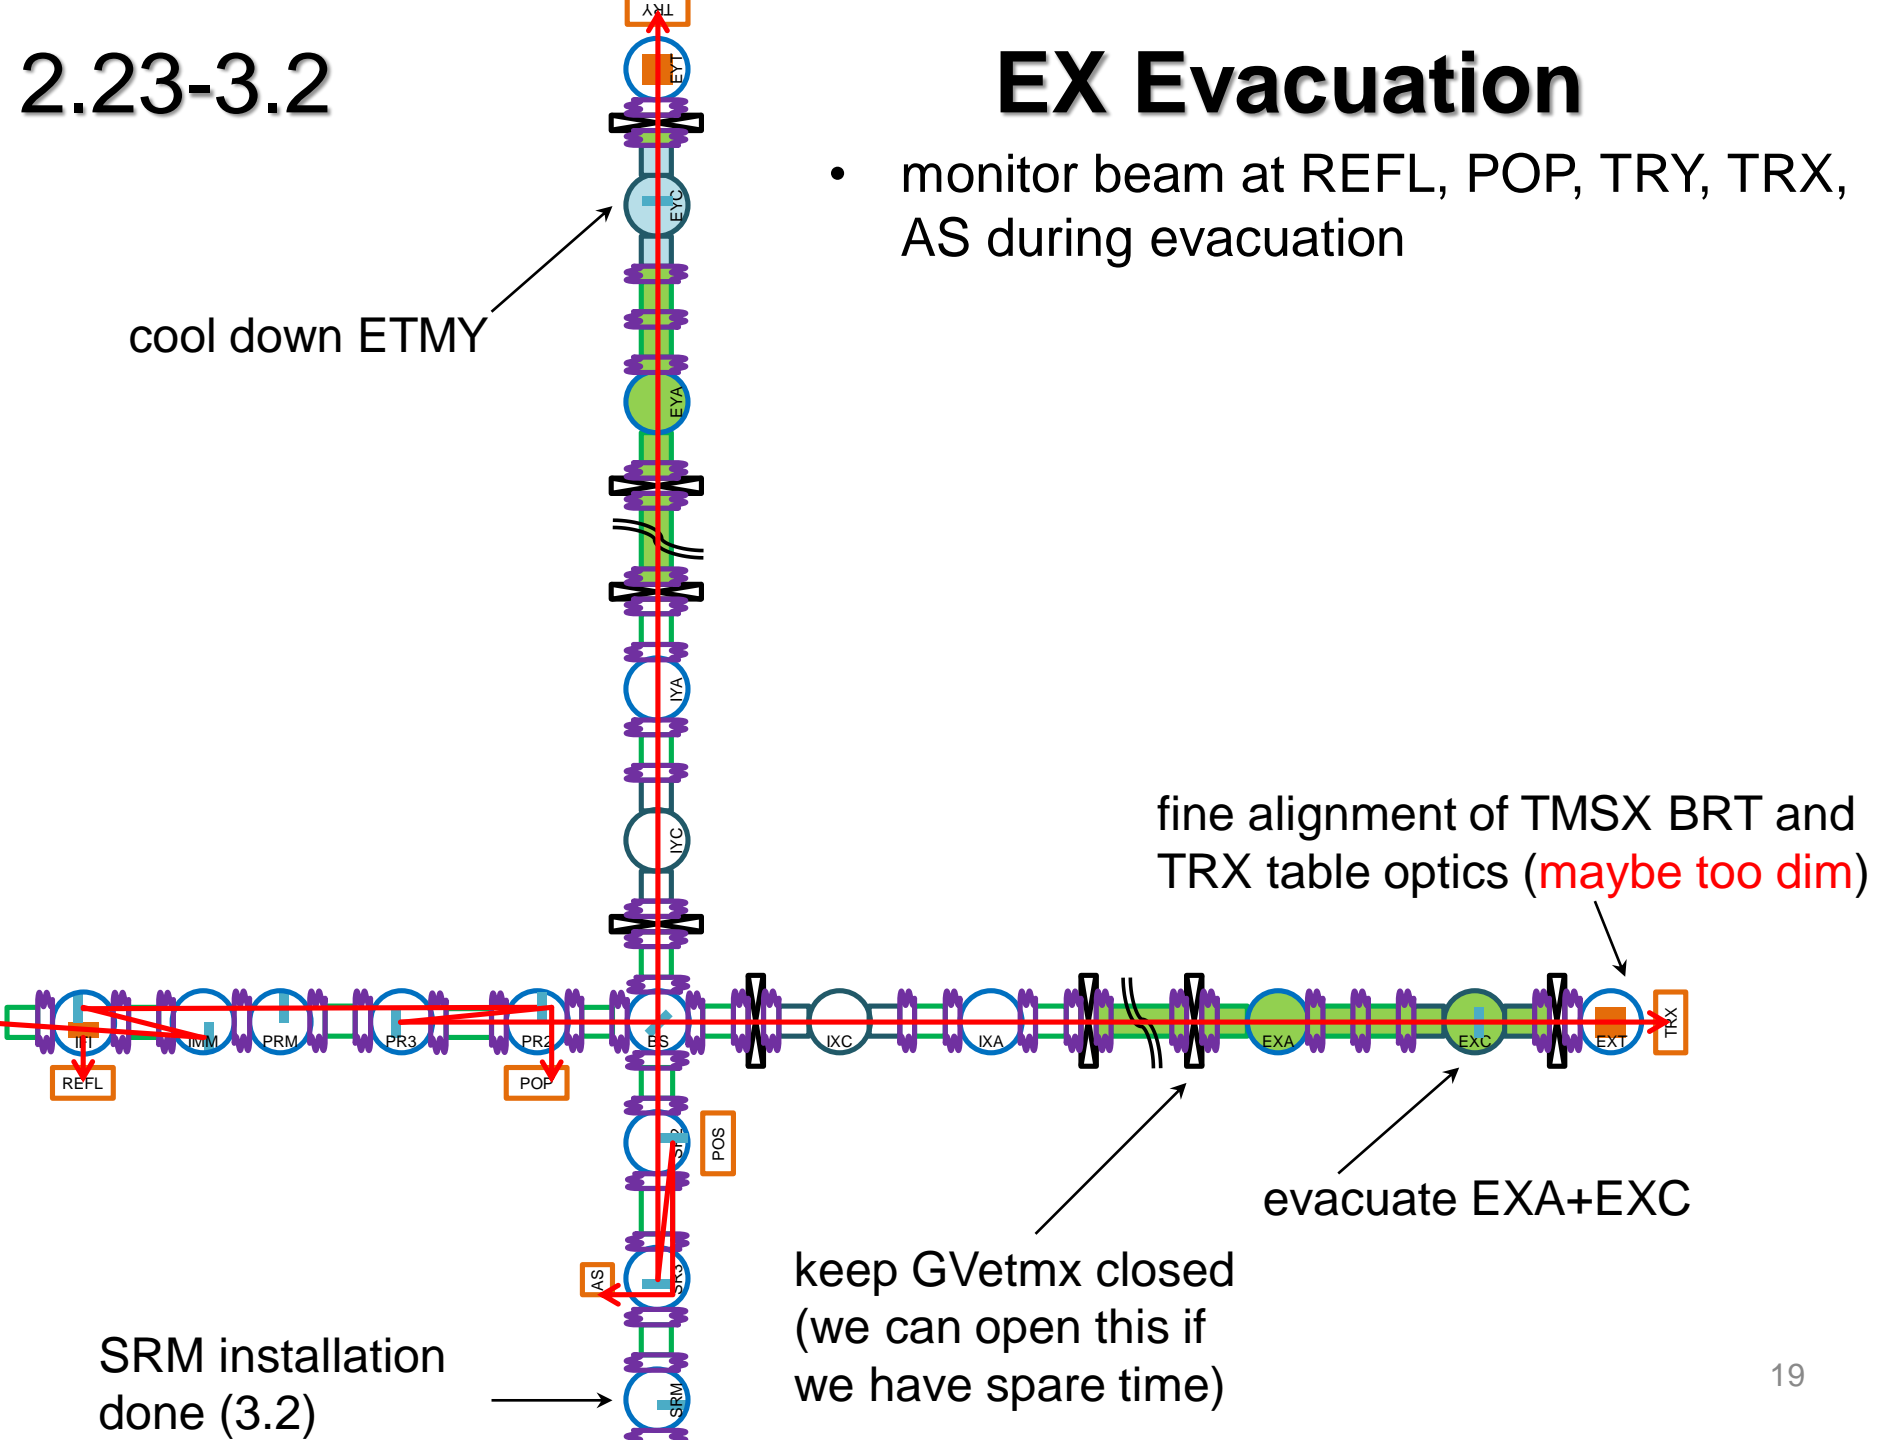 TRY
2.23-3.2
EX Evacuation
• monitor beam at REFL, POP, TRY, TRX,
AS during evacuation
EYT
EYC
cool down ETMY
EYA
IYA
IYC
fine alignment of TMSX BRT and
TRX table optics (maybe too dim)
IFI
IMM
PRM
PR3
PR2
BS
IXC
IXA
EXA
EXC
EXT
TRX
REFL
POP
SR2
POS
evacuate EXA+EXC
AS
SR3
keep GVetmx closed
(we can open this if
we have spare time)
SRM installation
done (3.2)
SRM
19